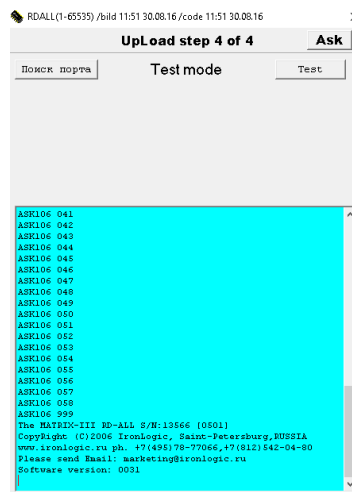 RDALL(1-65535) /bild 11:51 30.08.16 /code 11:51 30.08.16
UpLoad step 4 of 4
Ask
Поиск порта
Test mode
Test
ASK106 041
ASK106 042
ASK106 043
ASK106 044
ASK106 045
ASK106 046
ASK106 047
ASK106 048
ASK106 049
ASK106 050
ASK106 051
ASK106 052
ASK106 053
ASK106 054
ASK106 055
ASK106 056
ASK106 057
ASK106 058
ASK106 999
The MATRIX-III RD-ALL S/N:13566 [0501]
CopyRight (C)2006 IronLogic, Saint-Petersburg,RUSSIA
www.ironlogic.ru ph. +7(495)78-77066,+7(812)542-04-80
Please send Email: marketing@ironlogic.ru
Software version: 0031